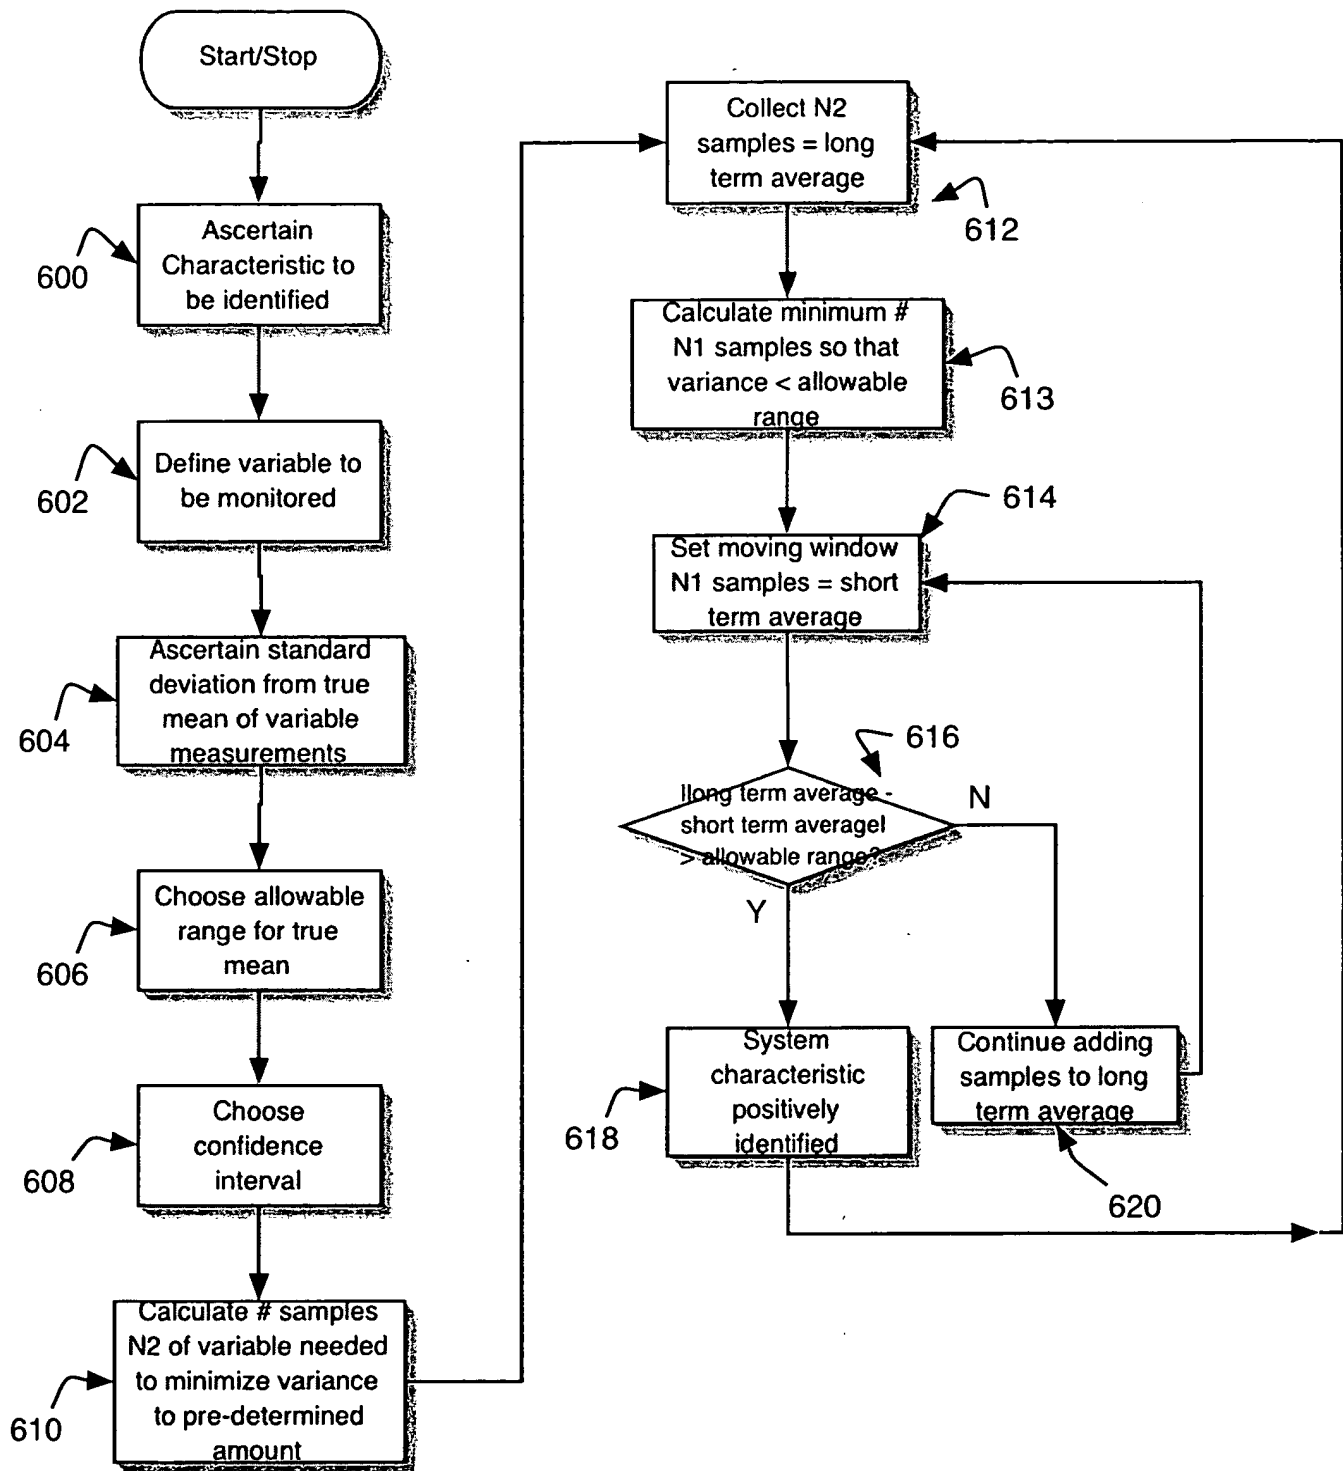 Start/Stop
Ascertain
Characteristic to
be identified
600
Define variable to
be monitored
602
Ascertain standard
deviation from true
mean of variable
measurements
604
Choose allowable
range for true
mean
606
Choose
confidence
interval
608
Calculate # samples
N2 of variable needed
to minimize variance
to pre-determined
amount
610
Collect N2
samples = long
term average
612
Calculate minimum #
N1 samples so that
variance < allowable
range
613
Set moving window
N1 samples = short
term average
614
|long term average -
short term average|
> allowable range?
616
N
Y
System
characteristic
positively
identified
618
Continue adding
samples to long
term average
620